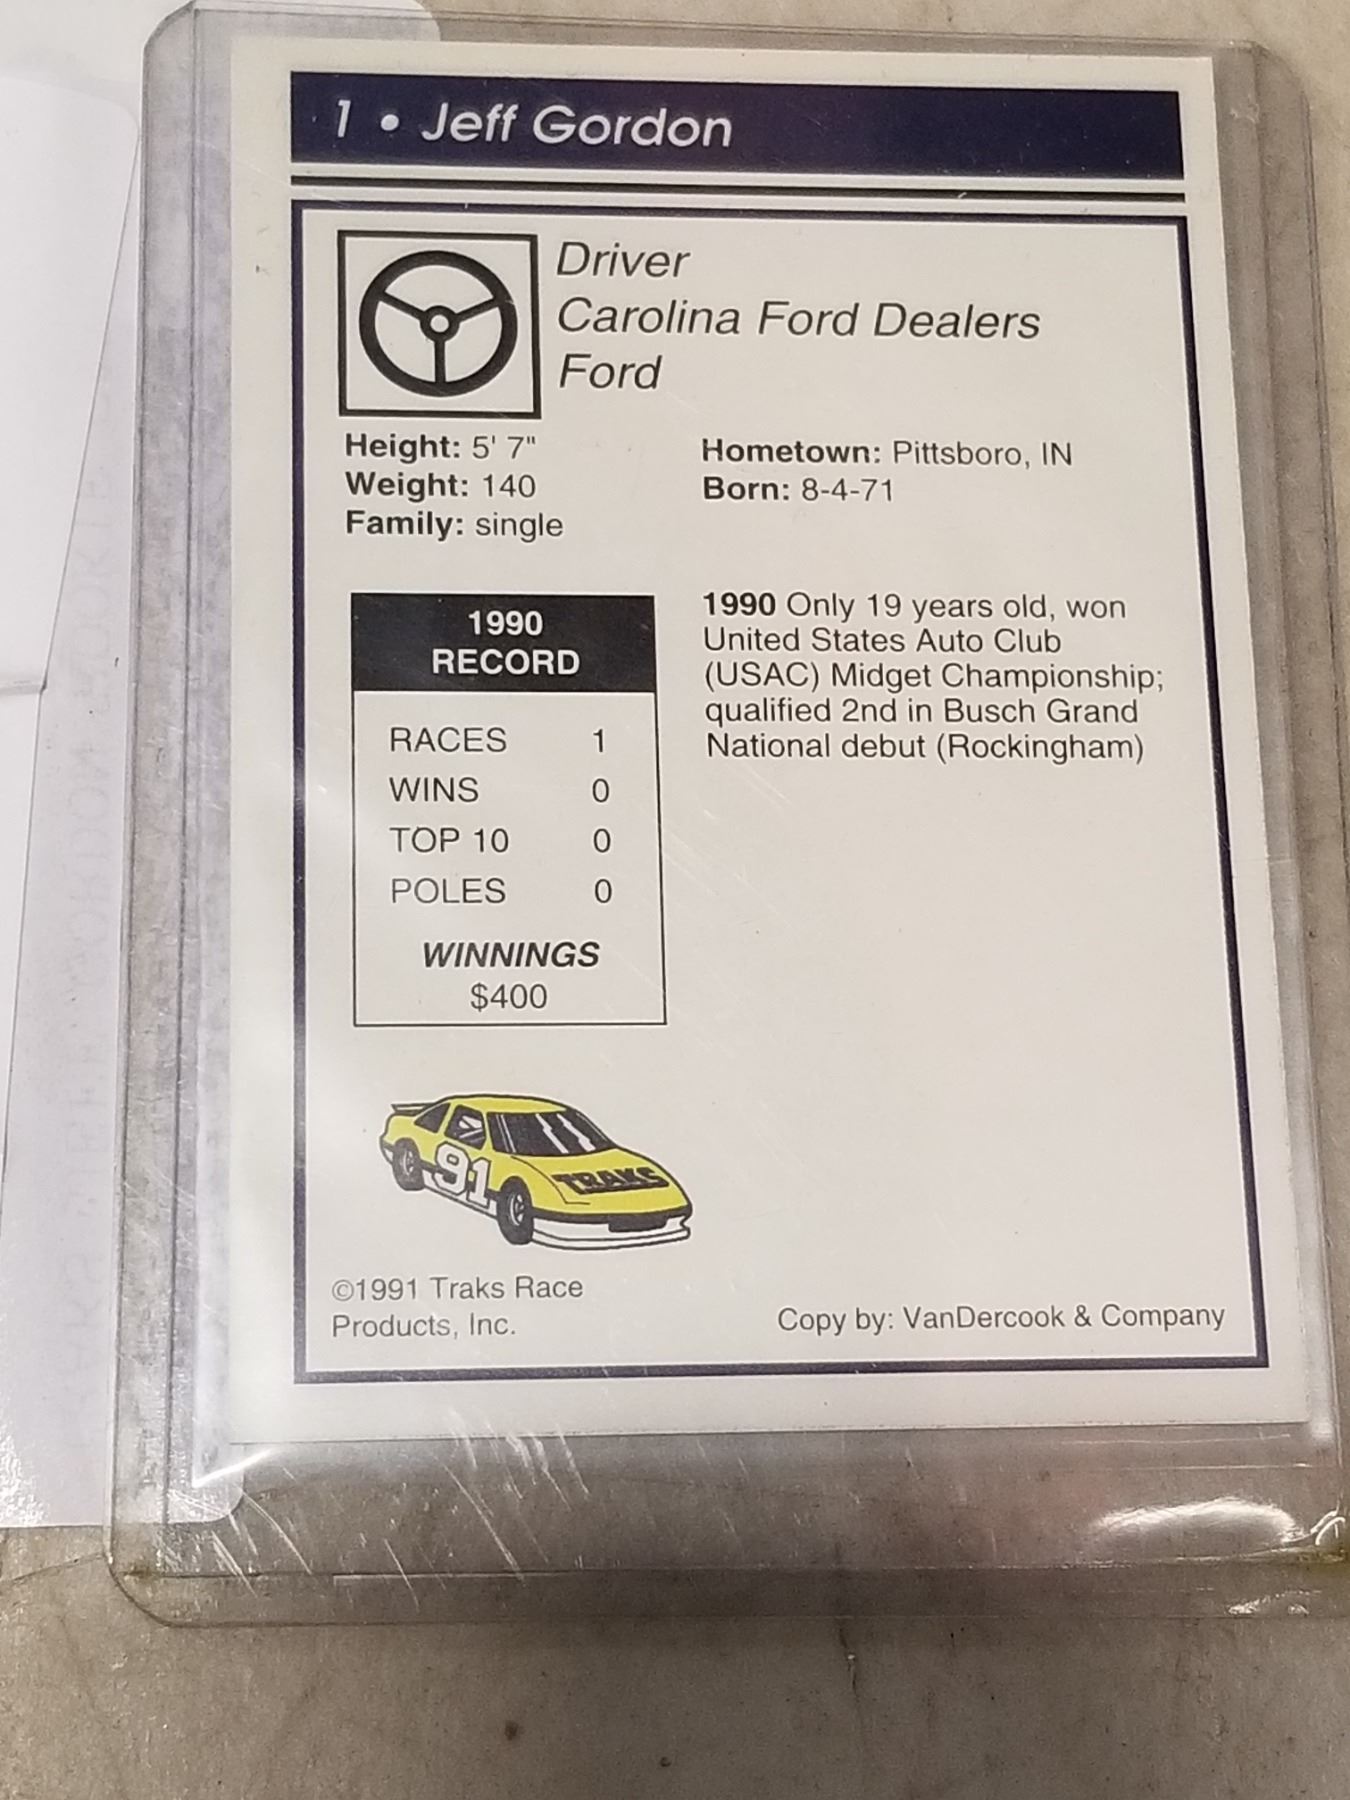 1 • Jeff Gordon
Driver
Carolina Ford Dealers
Ford
Height: 5' 7"
Weight: 140
Family: single
Hometown: Pittsboro, IN
Born: 8-4-71
1990
RECORD
RACES 1
WINS 0
TOP 10 0
POLES 0
WINNINGS
$400
1990 Only 19 years old, won
United States Auto Club
(USAC) Midget Championship;
qualified 2nd in Busch Grand
National debut (Rockingham)
91
TRAKS
©1991 Traks Race
Products, Inc.
Copy by: VanDercook & Company